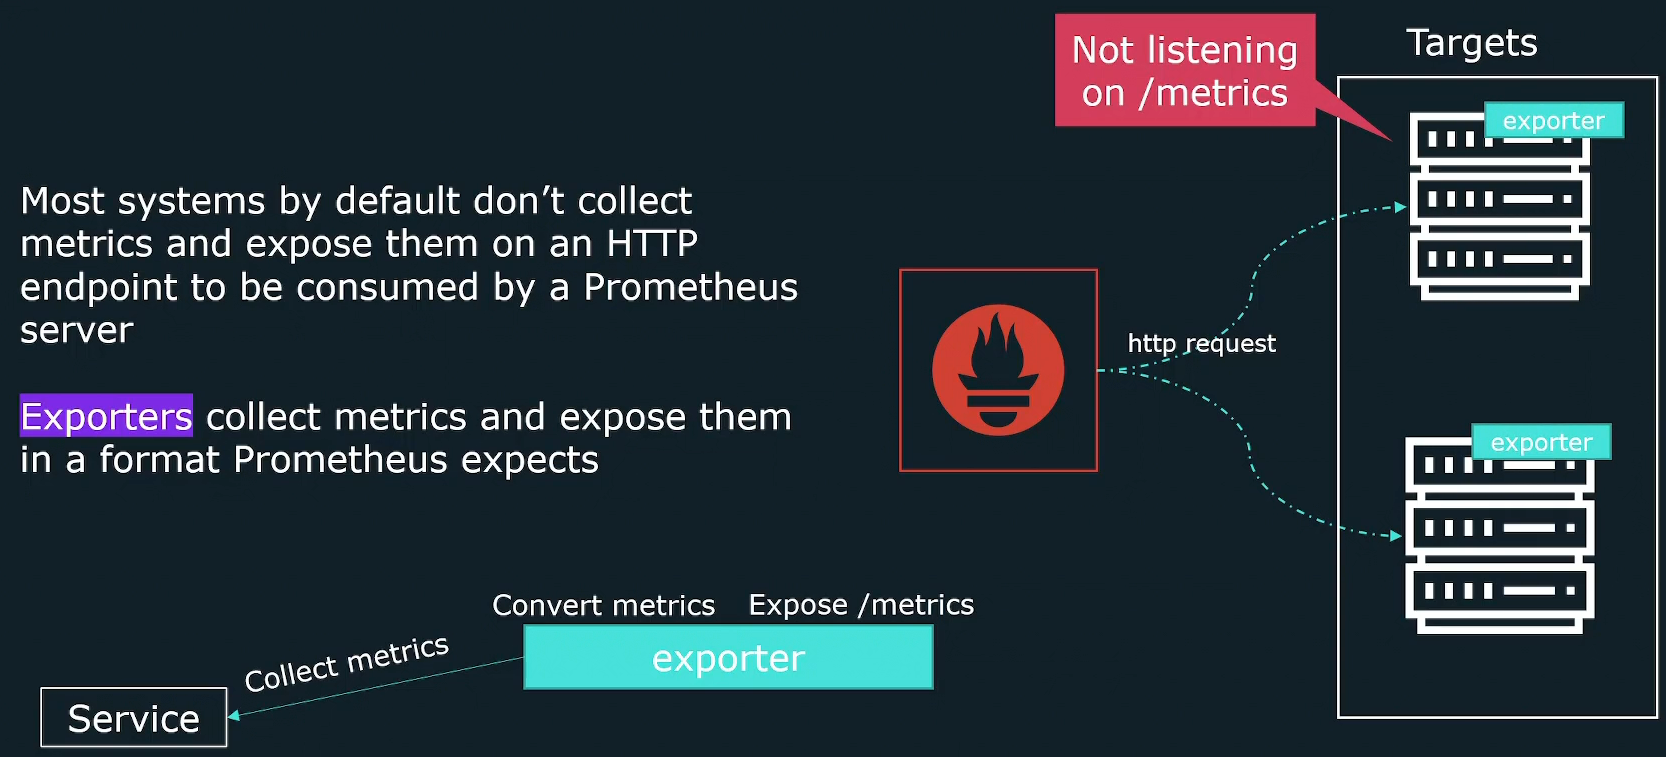 Not listening
on /metrics
Targets
exporter
Most systems by default don’t collect
metrics and expose them on an HTTP
endpoint to be consumed by a Prometheus
server
http request
Exporters collect metrics and expose them
in a format Prometheus expects
exporter
Convert metrics
Expose /metrics
Collect metrics
exporter
Service